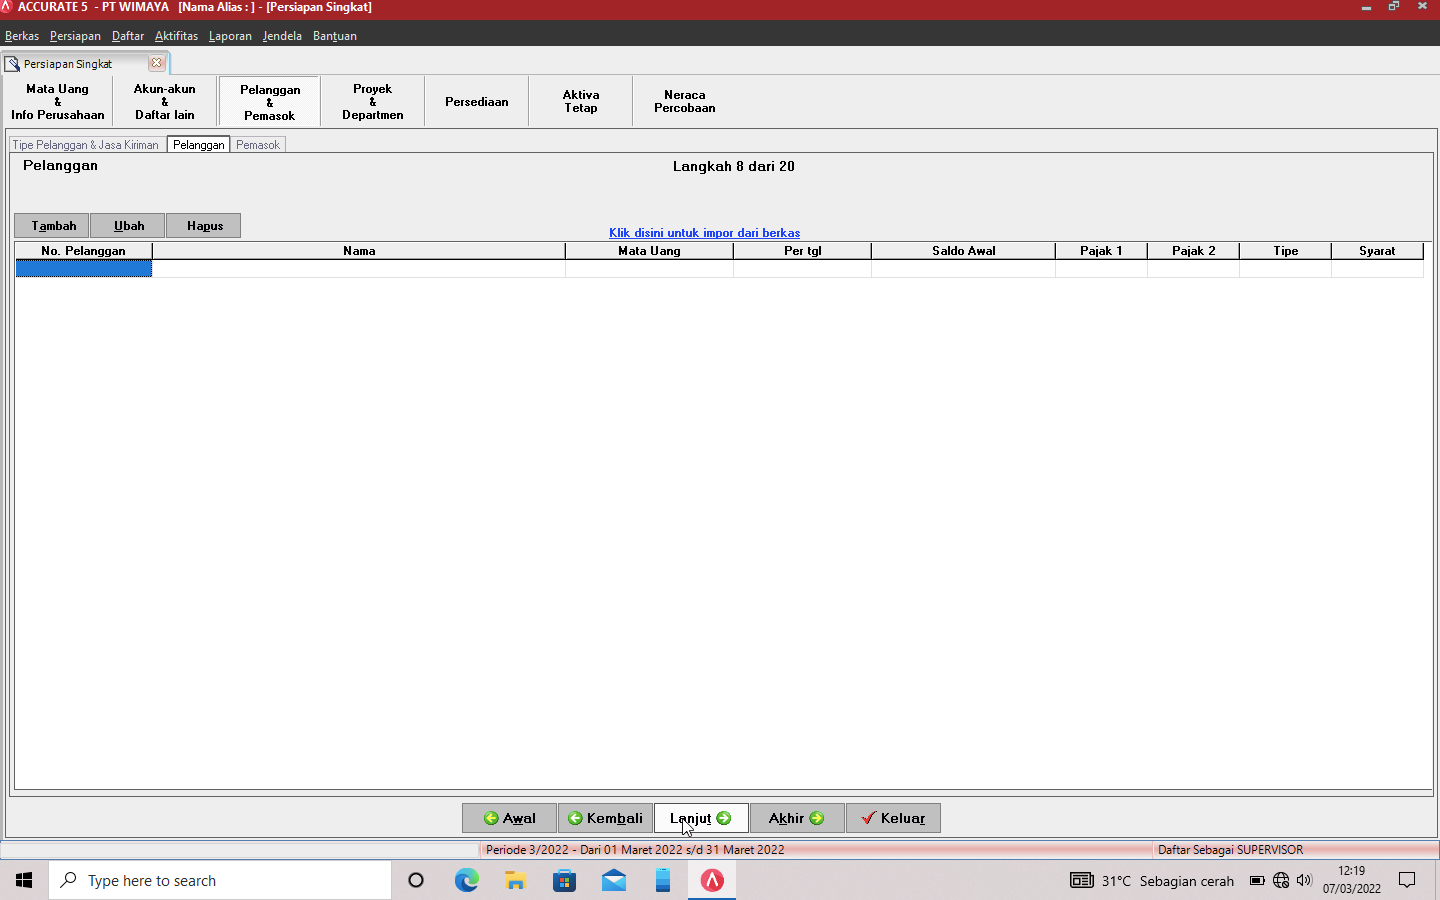 ACCURATE 5 - PT WIMAYA [Nama Alias : ] - [Persiapan Singkat]
Berkas Persiapan Daftar Aktifitas Laporan Jendela Bantuan
Persiapan Singkat
Mata Uang
&
Info Perusahaan
Akun-akun
&
Daftar lain
Pelanggan
&
Pemasok
Proyek
&
Departmen
Persediaan
Aktiva
Tetap
Neraca
Percobaan
Tipe Pelanggan & Jasa Kiriman Pelanggan Pemasok
Pelanggan
Langkah 8 dari 20
Tambah Ubah Hapus
Klik disini untuk impor dari berkas
No. Pelanggan Nama Mata Uang Per tgl Saldo Awal Pajak 1 Pajak 2 Tipe Syarat
Awal Kembali Lanjut Akhir Keluar
Periode 3/2022 - Dari 01 Maret 2022 s/d 31 Maret 2022
Daftar Sebagai SUPERVISOR
Type here to search
31°C Sebagian cerah
12:19
07/03/2022